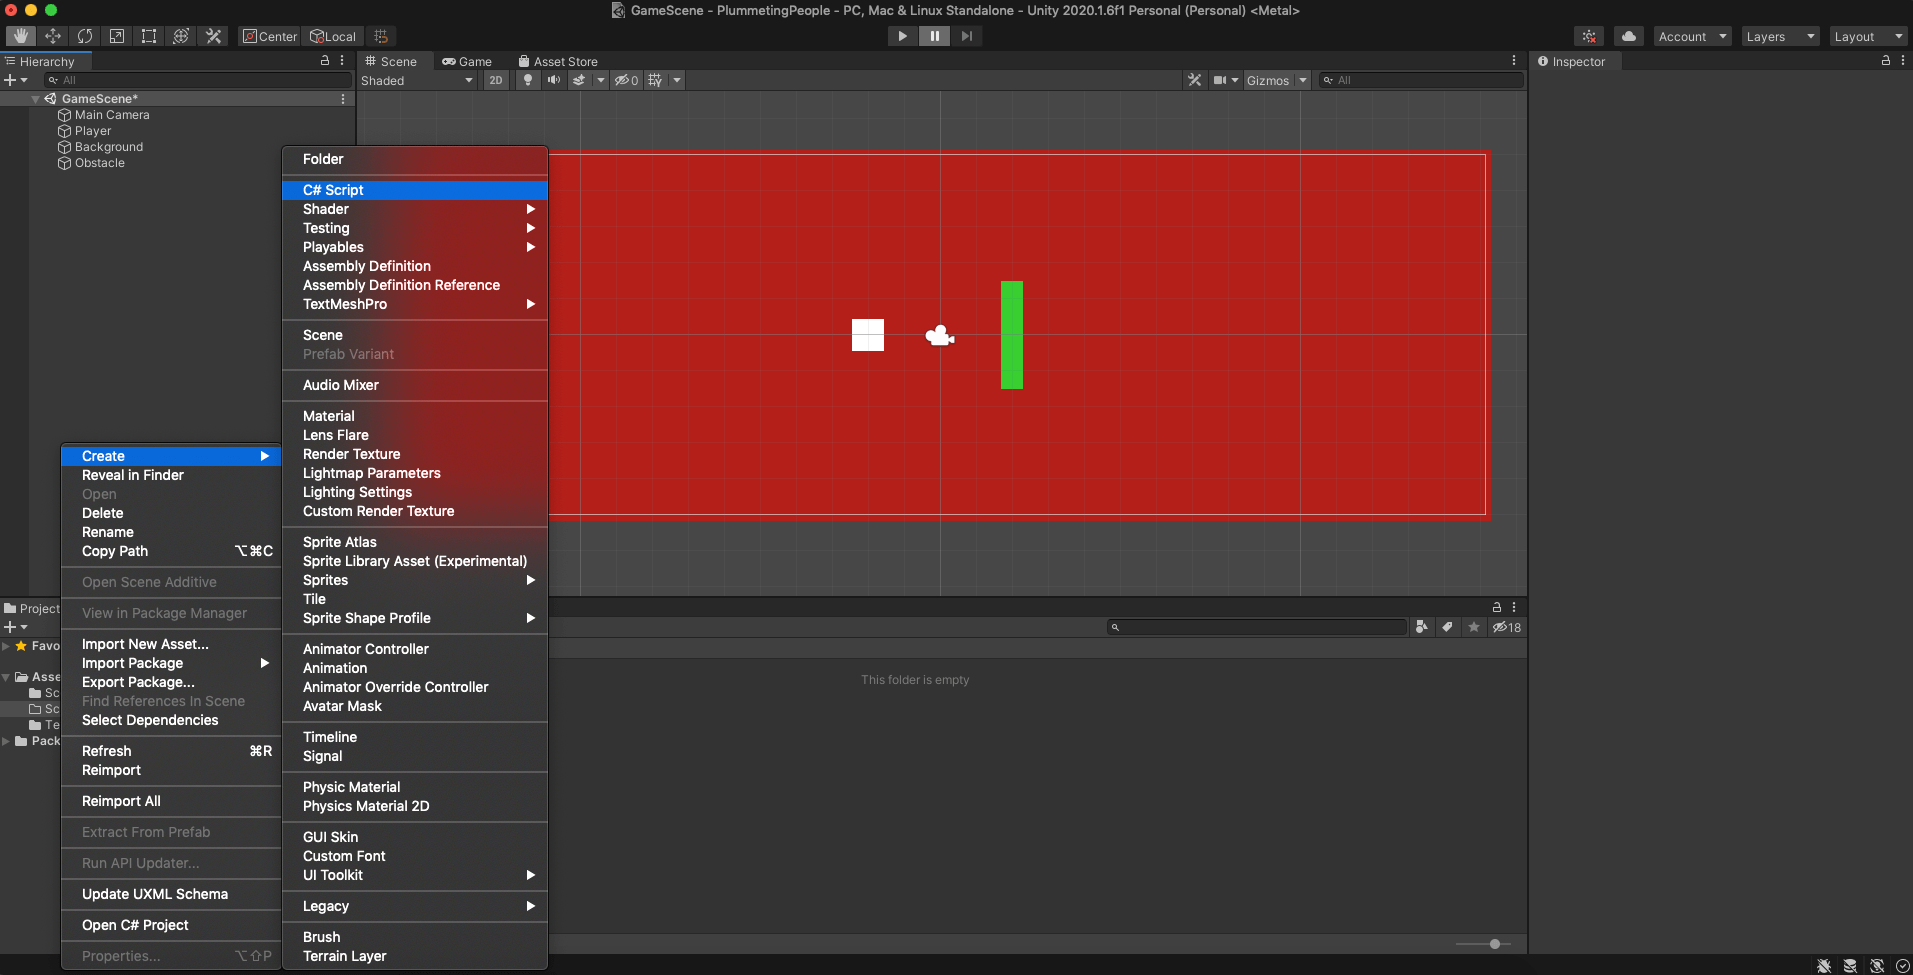 GameScene - PlummetingPeople - PC, Mac & Linux Standalone - Unity 2020.1.6f1 Personal (Personal) <Metal>
Center
Local
Account
Layers
Layout
Hierarchy
All
GameScene*
Main Camera
Player
Background
Obstacle
Scene
Game
Asset Store
Shaded
2D
0
Gizmos
All
Inspector
Folder
C# Script
Shader
Testing
Playables
Assembly Definition
Assembly Definition Reference
TextMeshPro
Scene
Prefab Variant
Audio Mixer
Material
Lens Flare
Render Texture
Lightmap Parameters
Lighting Settings
Custom Render Texture
Sprite Atlas
Sprite Library Asset (Experimental)
Sprites
Tile
Sprite Shape Profile
Animator Controller
Animation
Animator Override Controller
Avatar Mask
Timeline
Signal
Physic Material
Physics Material 2D
GUI Skin
Custom Font
UI Toolkit
Legacy
Brush
Terrain Layer
Create
Reveal in Finder
Open
Delete
Rename
Copy Path ⌥⌘C
Open Scene Additive
View in Package Manager
Import New Asset...
Import Package
Export Package...
Find References In Scene
Select Dependencies
Refresh ⌘R
Reimport
Reimport All
Extract From Prefab
Run API Updater...
Update UXML Schema
Open C# Project
Properties... ⌥⇧P
Project
Favo
Asse
Sc
Sc
Te
Pack
18
This folder is empty